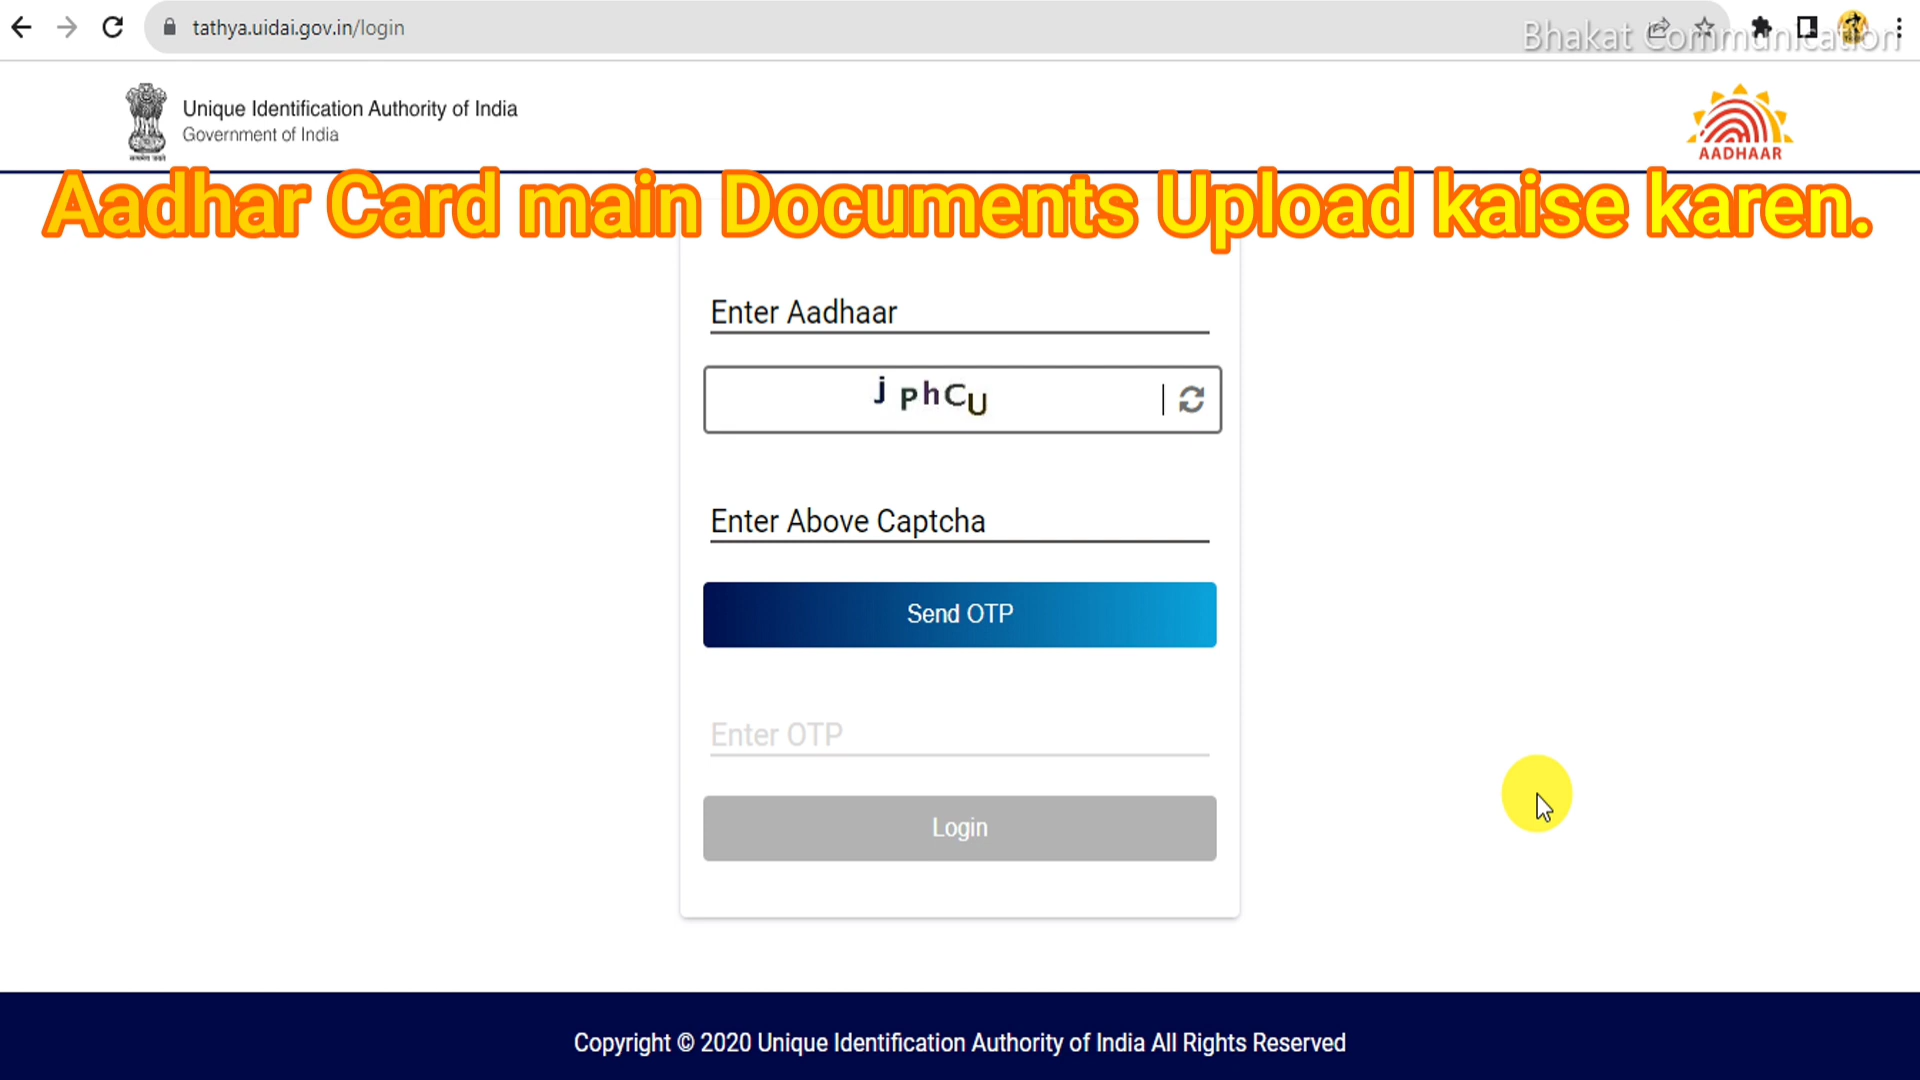 tathya.uidai.gov.in/login
Bhakat Communication
Unique Identification Authority of India
Government of India
AADHAAR
Aadhar Card main Documents Upload kaise karen.
Enter Aadhaar
jPhCU
Enter Above Captcha
Send OTP
Enter OTP
Login
Copyright © 2020 Unique Identification Authority of India All Rights Reserved